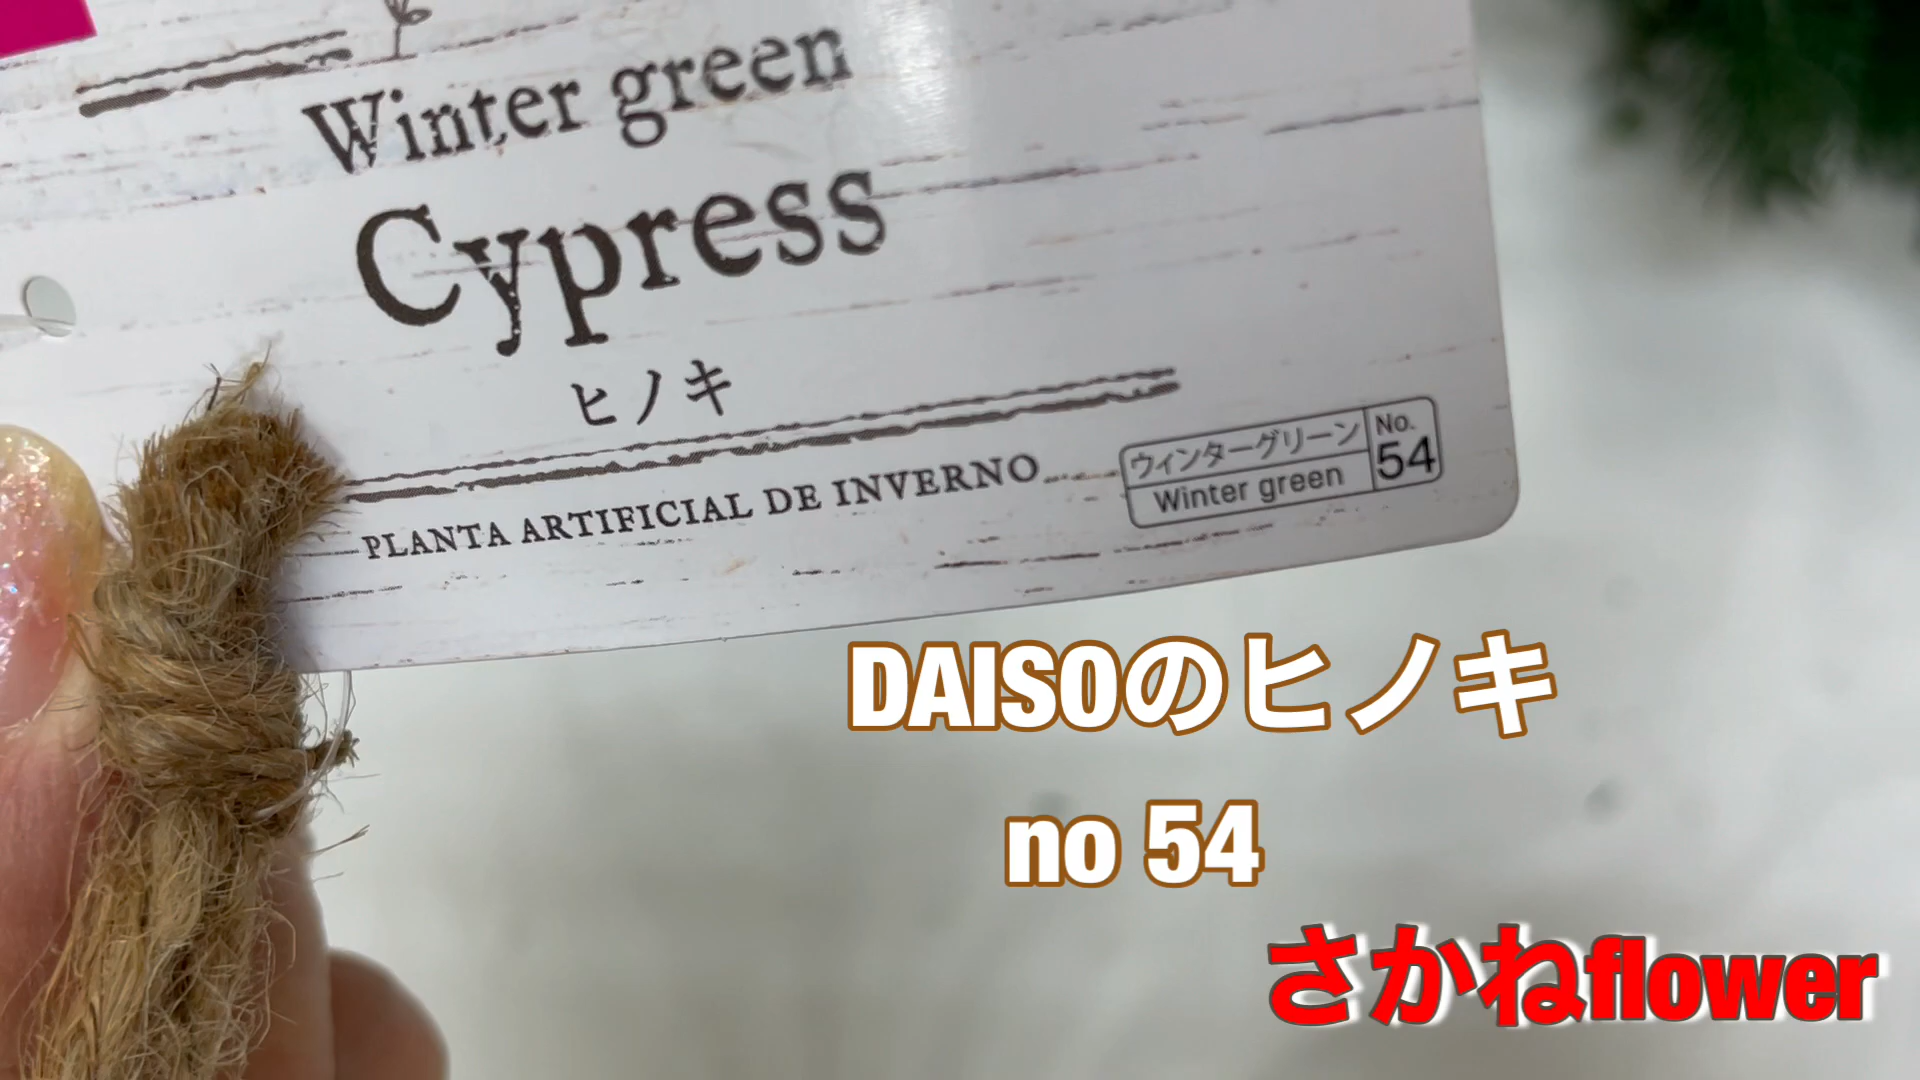 Winter green
Cypress
ヒノキ
PLANTA ARTIFICIAL DE INVERNO
ウィンターグリーン
Winter green
No.
54
DAISOのヒノキ
no 54
さかねflower